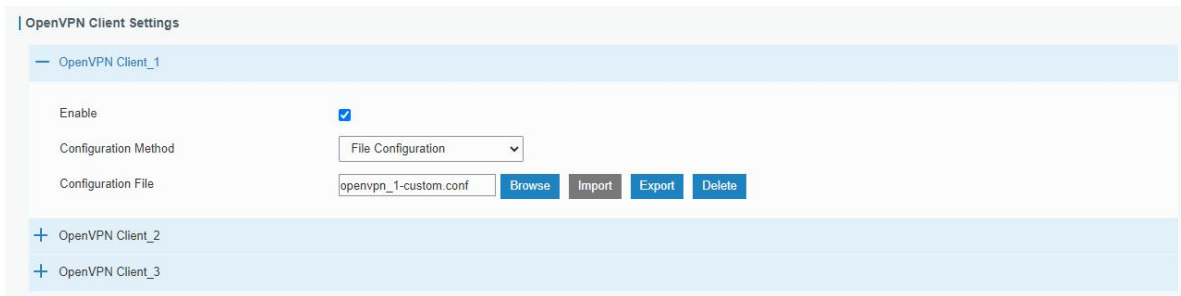 OpenVPN Client Settings
OpenVPN Client_1
Enable
Configuration Method File Configuration
Configuration File openvpn_1-custom.conf Browse Import Export Delete
OpenVPN Client_2
OpenVPN Client_3